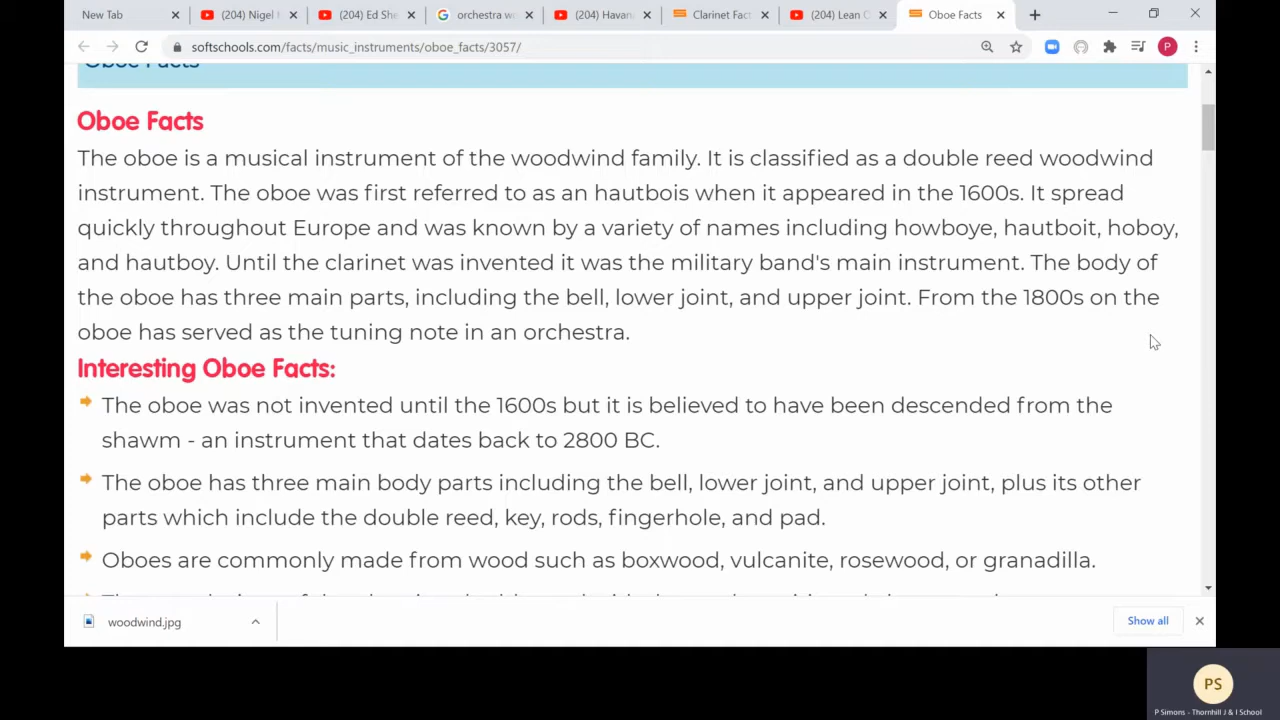 New Tab
(204) Nigel
(204) Ed She
orchestra w
(204) Havan
Clarinet Fact
(204) Lean O
Oboe Facts
softschools.com/facts/music_instruments/oboe_facts/3057/
P
Oboe Facts
Oboe Facts
The oboe is a musical instrument of the woodwind family. It is classified as a double reed woodwind
instrument. The oboe was first referred to as an hautbois when it appeared in the 1600s. It spread
quickly throughout Europe and was known by a variety of names including howboye, hautboit, hoboy,
and hautboy. Until the clarinet was invented it was the military band's main instrument. The body of
the oboe has three main parts, including the bell, lower joint, and upper joint. From the 1800s on the
oboe has served as the tuning note in an orchestra.
Interesting Oboe Facts:
The oboe was not invented until the 1600s but it is believed to have been descended from the
shawm - an instrument that dates back to 2800 BC.
The oboe has three main body parts including the bell, lower joint, and upper joint, plus its other
parts which include the double reed, key, rods, fingerhole, and pad.
Oboes are commonly made from wood such as boxwood, vulcanite, rosewood, or granadilla.
woodwind.jpg
Show all
PS
P Simons - Thornhill J & I School